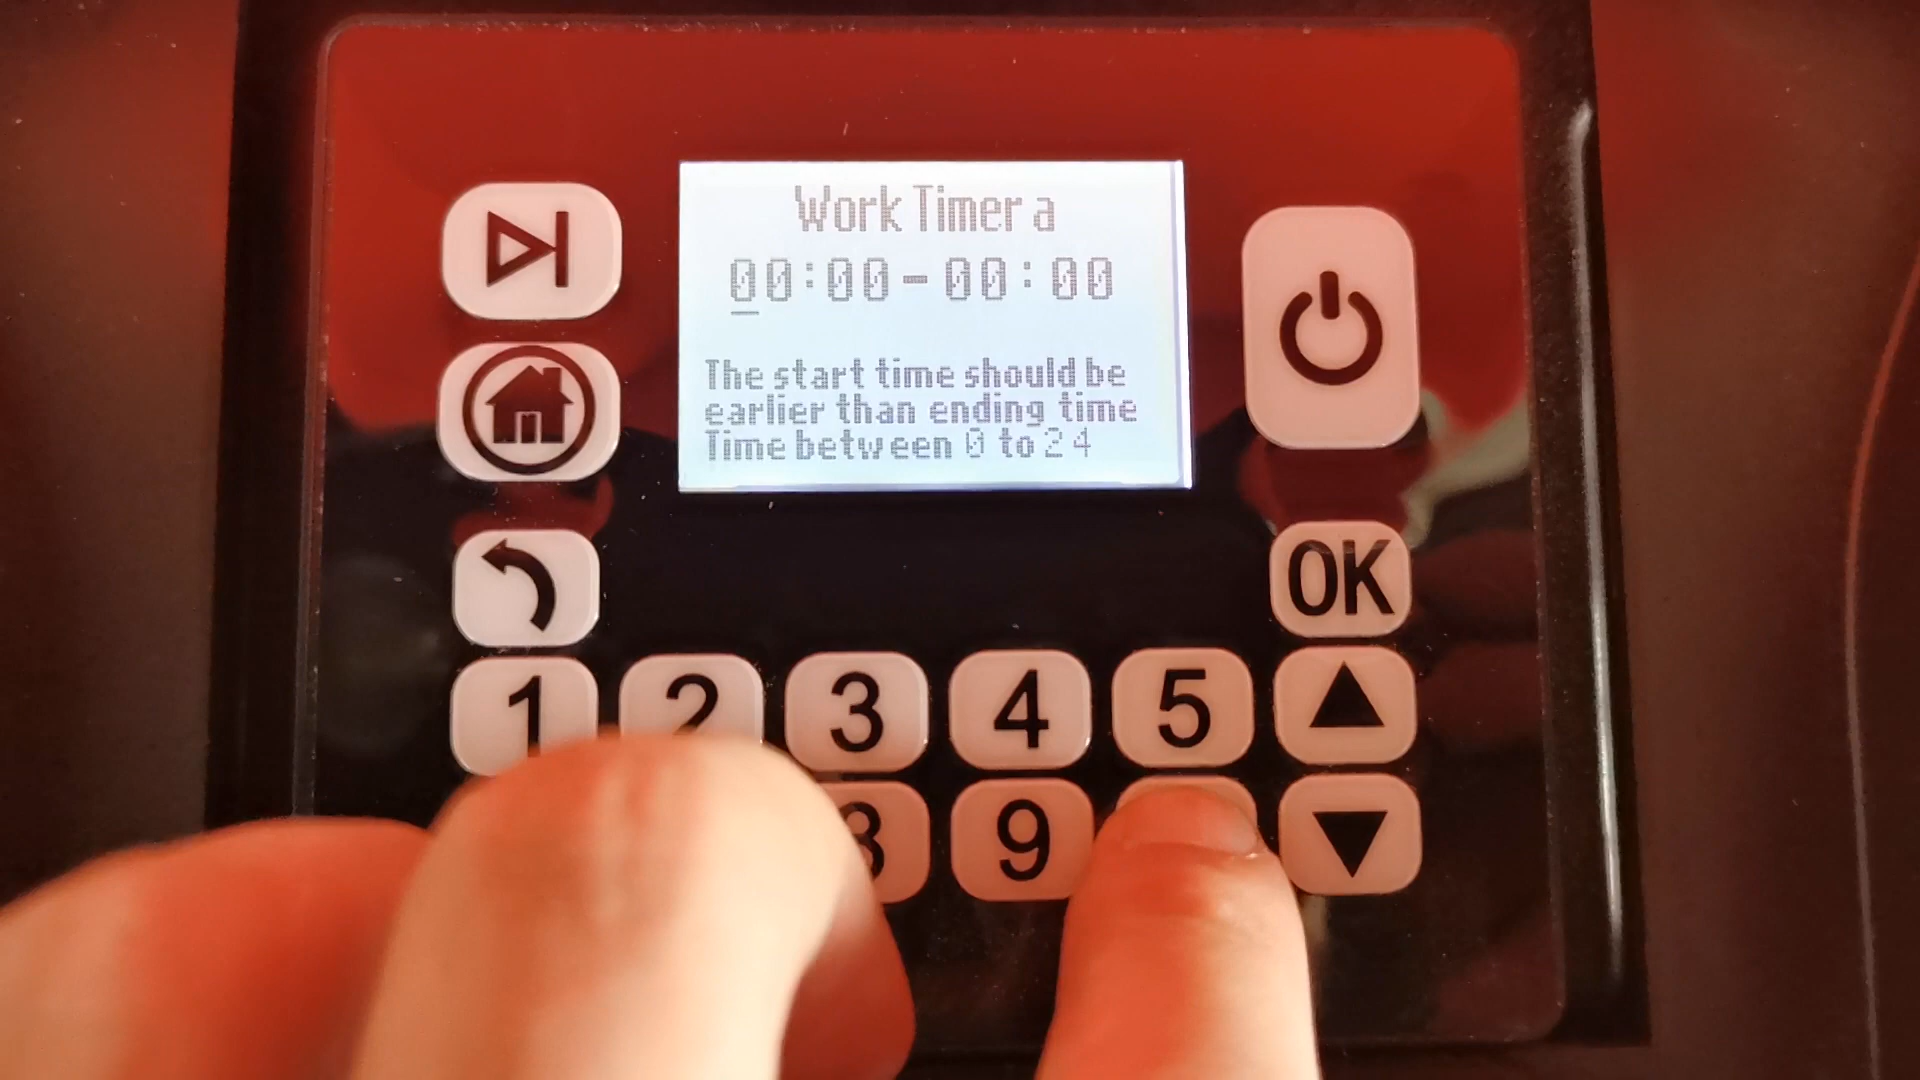 Work Timer a
00:00-00:00
The start time should be
earlier than ending time
Time between 0 to 24
OK
1 2 3 4 5
8 9